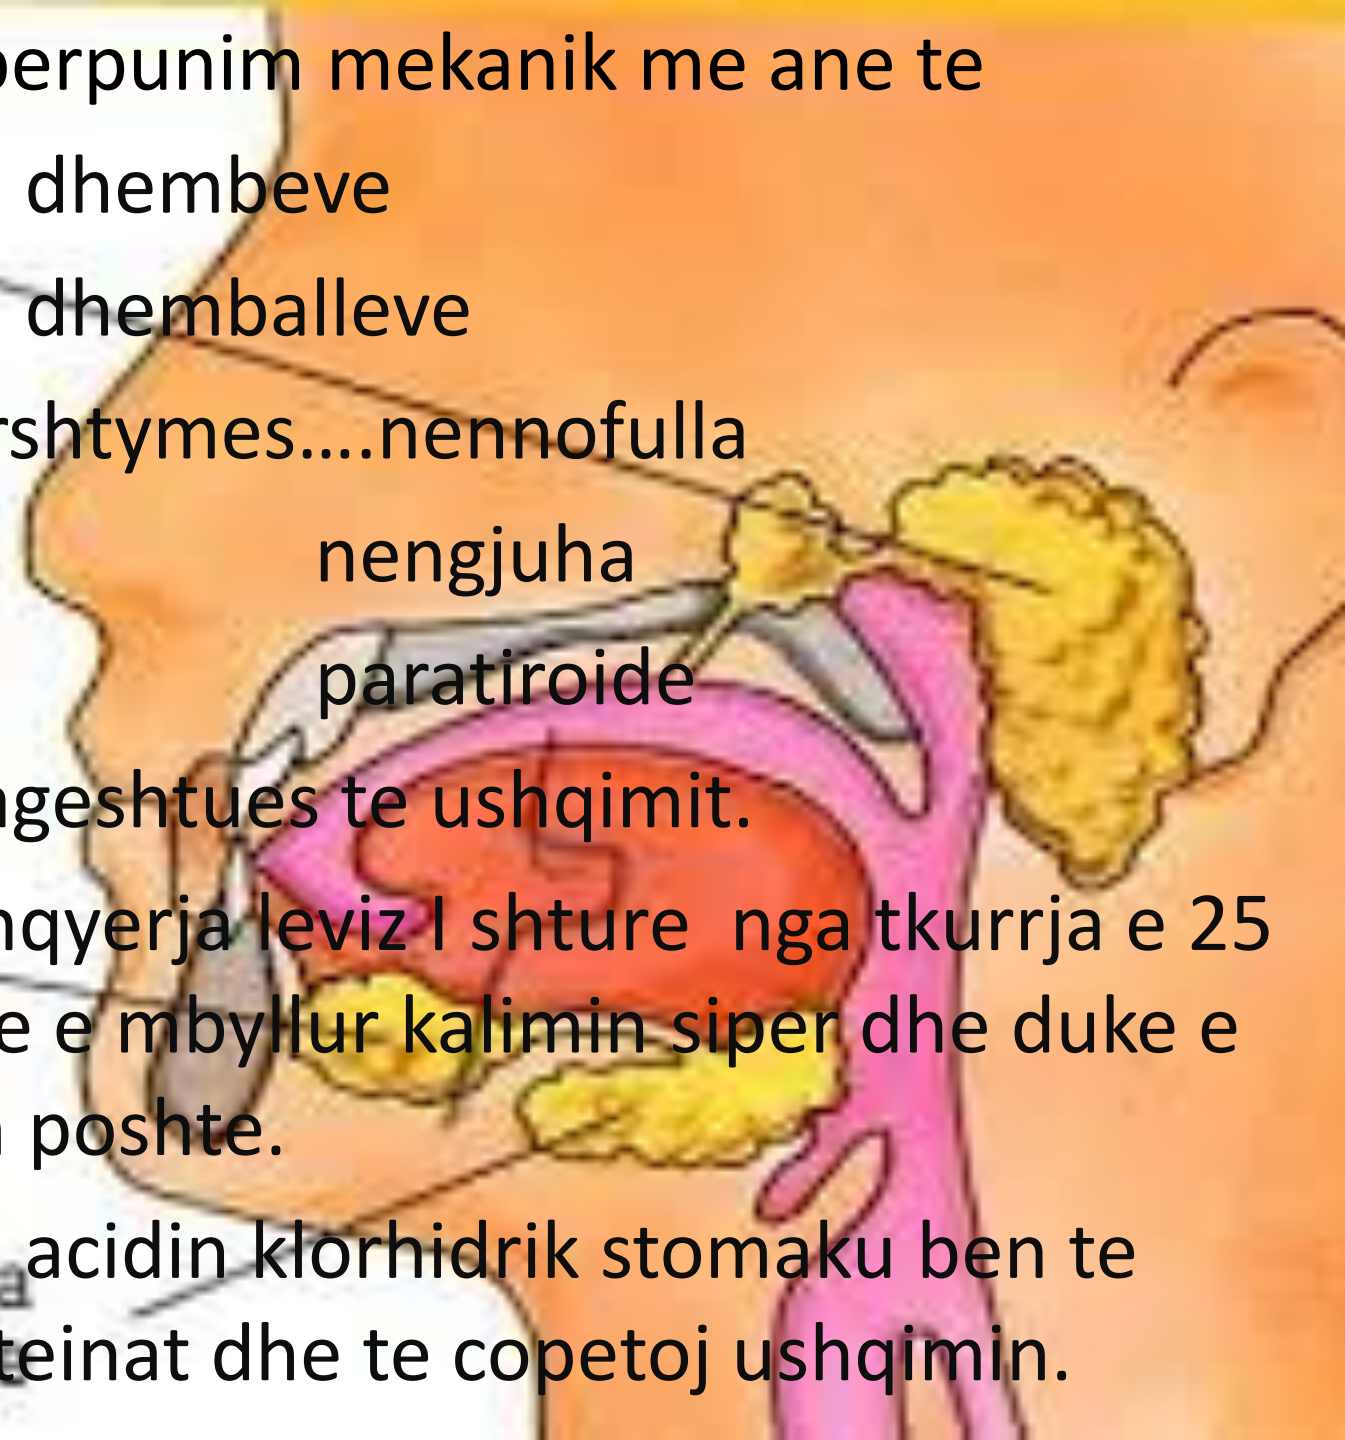 perpunim mekanik me ane te
dhembeve
dhemballeve
rshtymes....nennofulla
nengjuha
paratiroide
ngeshtues te ushqimit.
hqyerja leviz I shture nga tkurrja e 25
e e mbyllur kalimin siper dhe duke e
poshte.
acidin klorhidrik stomaku ben te
teinat dhe te copetoj ushqimin.